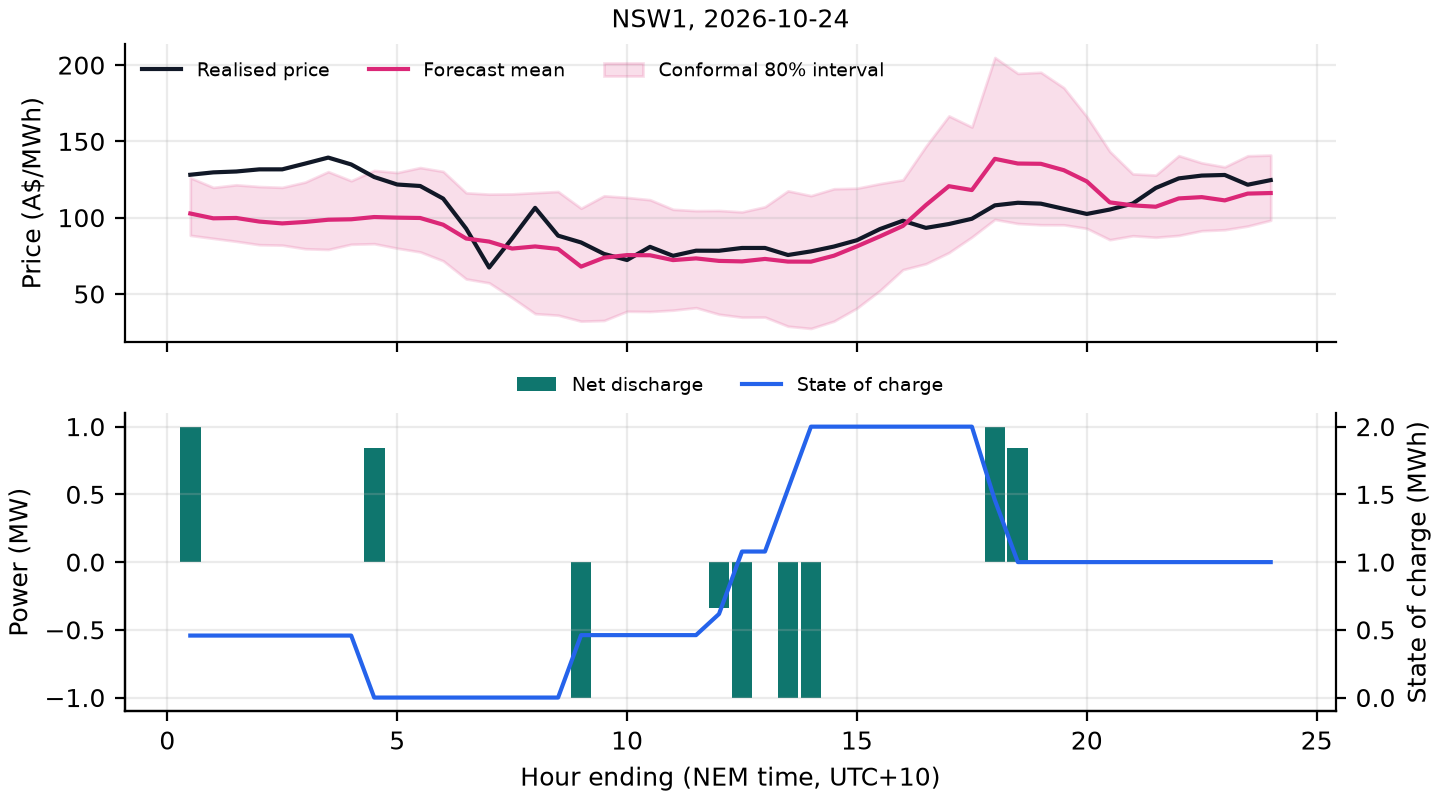 NSW1, 2026-10-24
Price (A$/MWh)
200
150
100
50
Realised price
Forecast mean
Conformal 80% interval
Net discharge
State of charge
Power (MW)
1.0
0.5
0.0
−0.5
−1.0
2.0
1.5
1.0
0.5
0.0
State of charge (MWh)
0
5
10
15
20
25
Hour ending (NEM time, UTC+10)